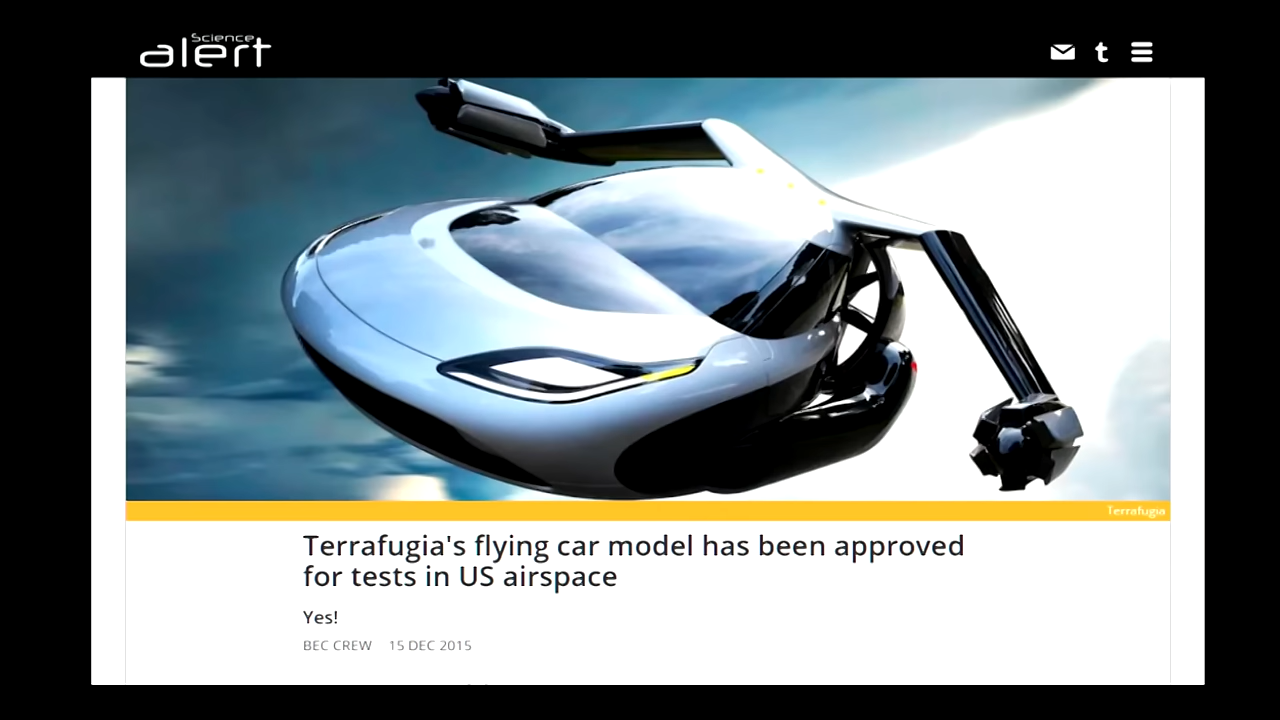 Science
alert
Terrafugia
Terrafugia's flying car model has been approved
for tests in US airspace
Yes!
BEC CREW 15 DEC 2015